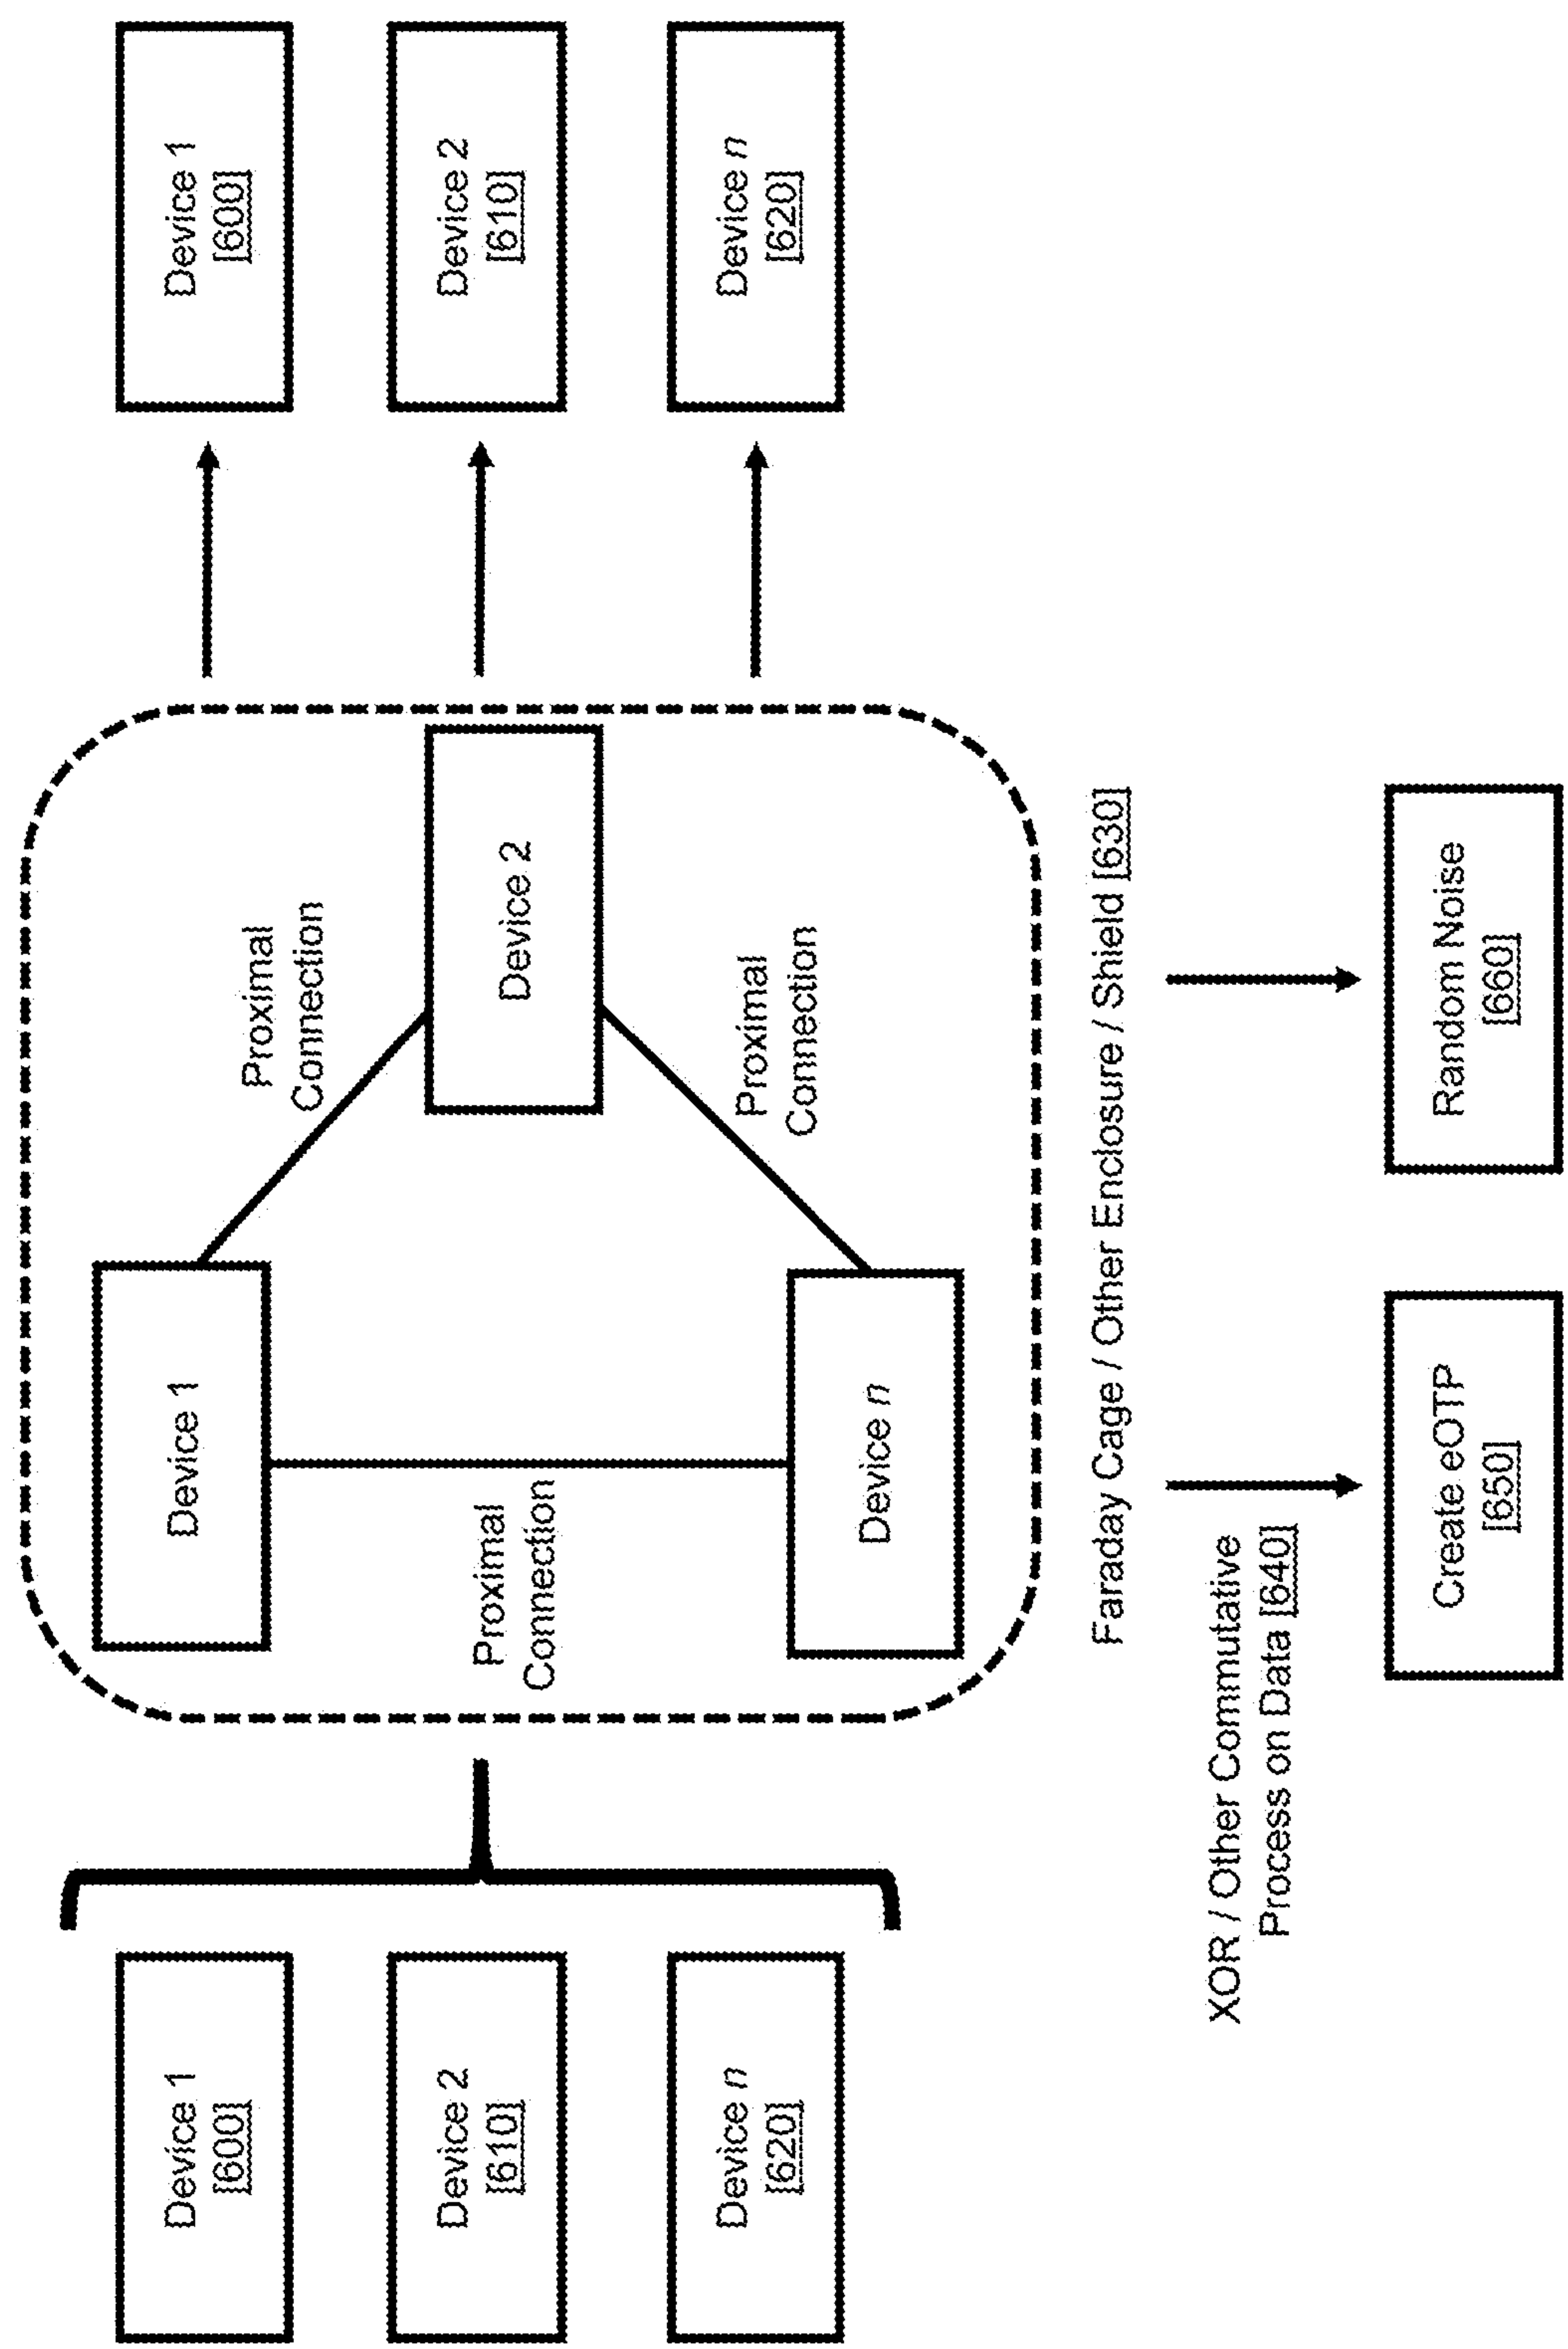 Device 1
[600]
Device 2
[610]
Device n
[620]
Device 1
Proximal
Connection
Device 2
Proximal
Connection
Proximal
Connection
Device n
Faraday Cage / Other Enclosure / Shield [630]
Device 1
[600]
Device 2
[610]
Device n
[620]
XOR / Other Commutative
Process on Data [640]
Create eOTP
[650]
Random Noise
[660]